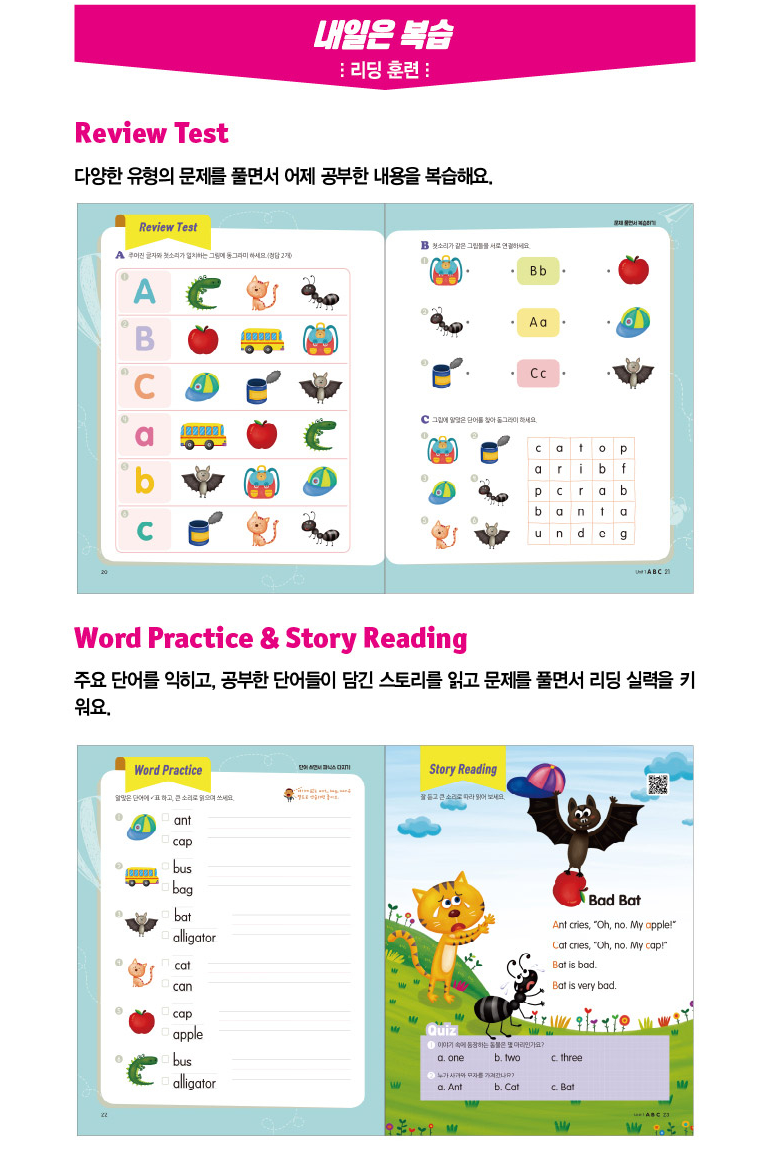 내일은 복습
: 리딩 훈련 :
Review Test
다양한 유형의 문제를 풀면서 어제 공부한 내용을 복습해요.
Review Test
A 주어진 글자와 첫소리가 일치하는 그림에 동그라미 하세요. (정답 2개)
1 A
2 B
3 C
4 a
5 b
6 c
20
문제 풀면서 복습하기
B 첫소리가 같은 그림들을 서로 연결하세요.
1 Bb
2 Aa
3 Cc
C 그림에 알맞은 단어를 찾아 동그라미 하세요.
1 2
3 4
5 6
c a t o p
a r i b f
p c r a b
b a n t a
u n d e g
Unit 1 A B C 21
Word Practice & Story Reading
주요 단어를 익히고, 공부한 단어들이 담긴 스토리를 읽고 문제를 풀면서 리딩 실력을 키
워요.
Word Practice
단어 쓰면서 파닉스 다지기
알맞은 단어에 ✓표 하고, 큰 소리로 읽으며 쓰세요.
1 ant
cap
2 bus
bag
3 bat
alligator
4 cat
can
5 cap
apple
6 bus
alligator
22
Story Reading
잘 듣고 큰 소리로 따라 읽어 보세요.
Bad Bat
Ant cries, "Oh, no. My apple!"
Cat cries, "Oh, no. My cap!"
Bat is bad.
Bat is very bad.
Quiz
1 이야기 속에 등장하는 동물은 몇 마리인가요?
a. one b. two c. three
2 누가 사과와 모자를 가져갔나요?
a. Ant b. Cat c. Bat
Unit 1 A B C 23